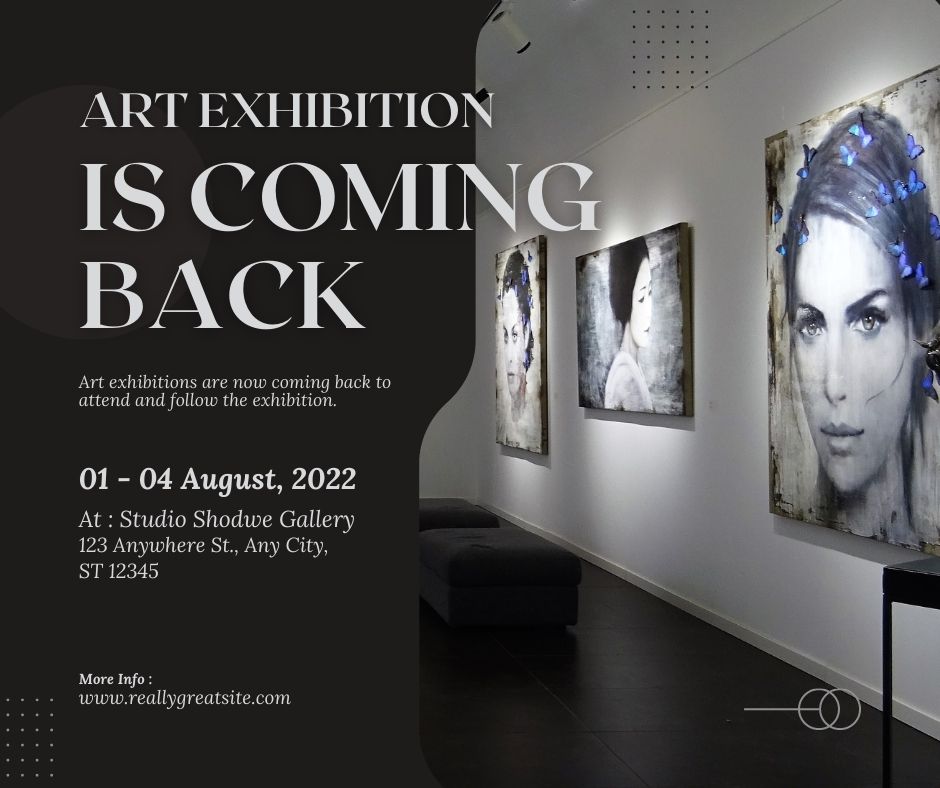 ART EXHIBITION
IS COMING
BACK
Art exhibitions are now coming back to
attend and follow the exhibition.
01 - 04 August, 2022
At : Studio Shodwe Gallery
123 Anywhere St., Any City,
ST 12345
More Info :
www.reallygreatsite.com